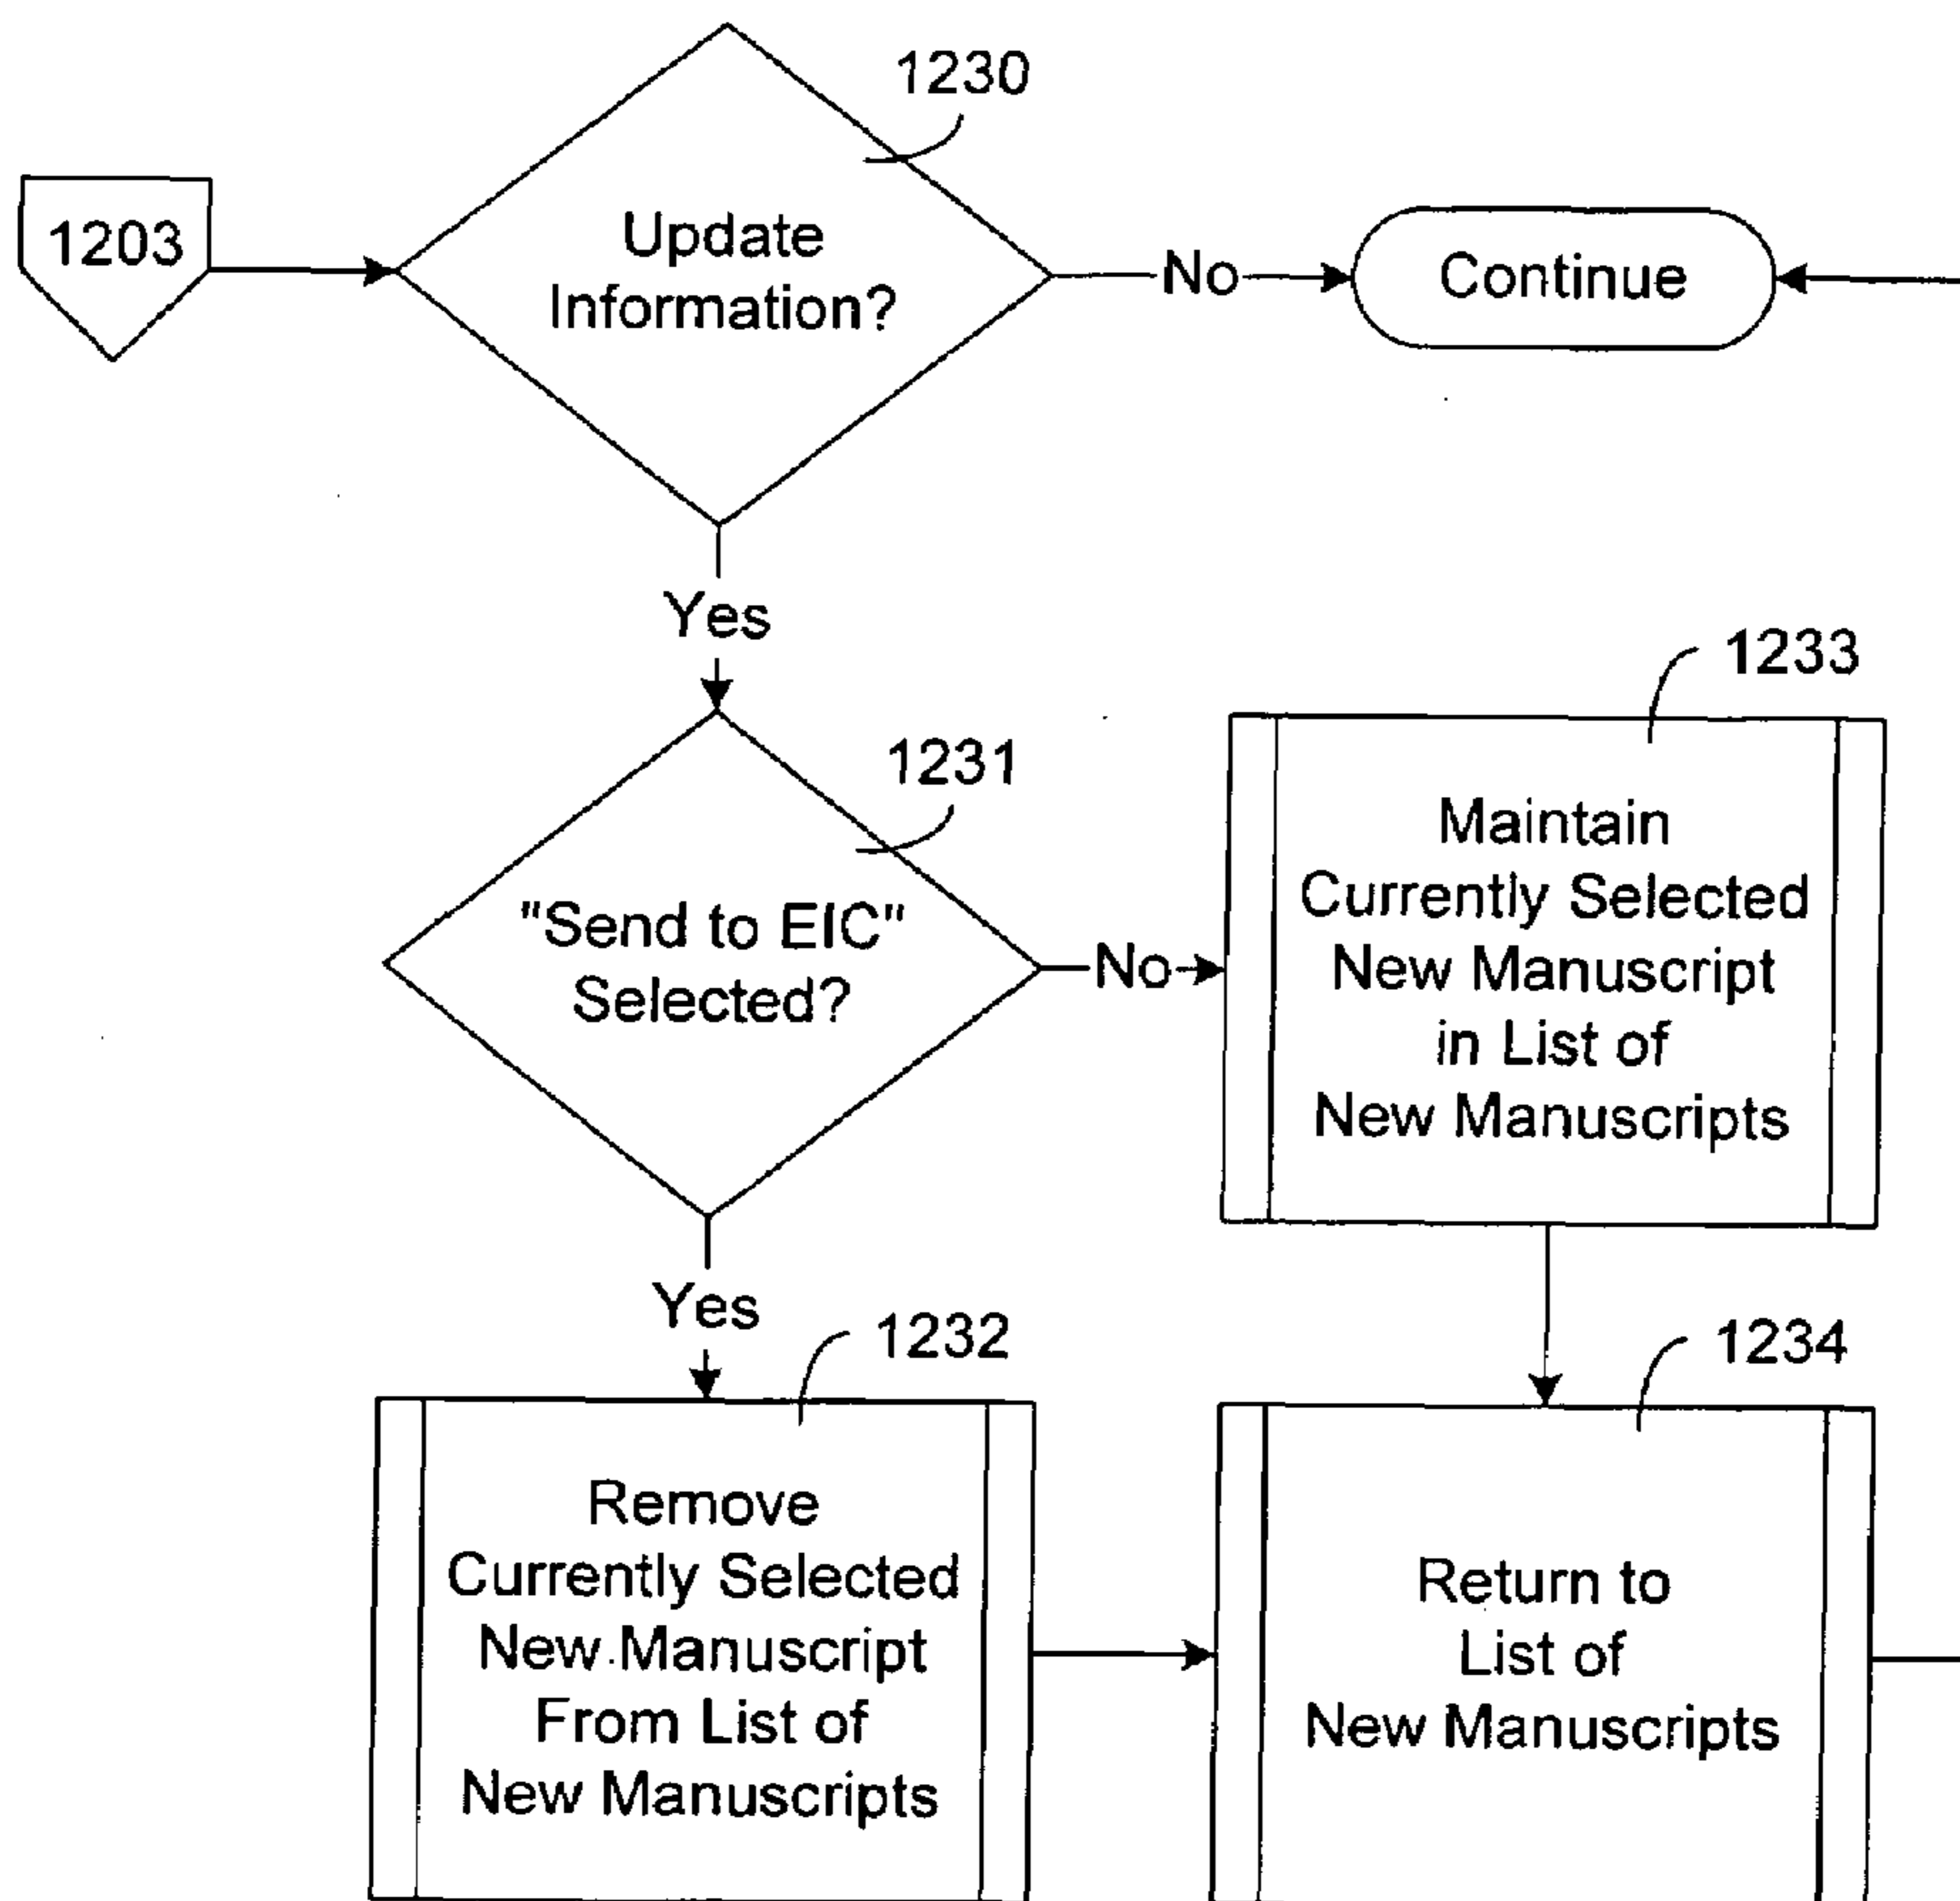 1230
1203
Update
Information?
No
Continue
Yes
1233
1231
"Send to EIC"
Selected?
No
Maintain
Currently Selected
New Manuscript
in List of
New Manuscripts
Yes
1232
1234
Remove
Currently Selected
New Manuscript
From List of
New Manuscripts
Return to
List of
New Manuscripts